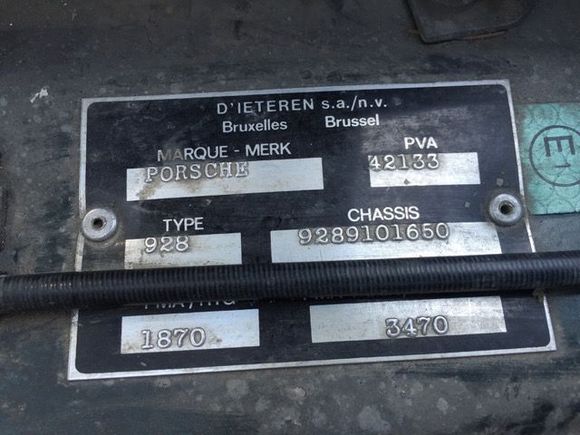 D'IETEREN s.a./n.v.
Bruxelles Brussel
MARQUE - MERK PVA
PORSCHE 42133
TYPE CHASSIS
928 9289101650
1870 3470
E1